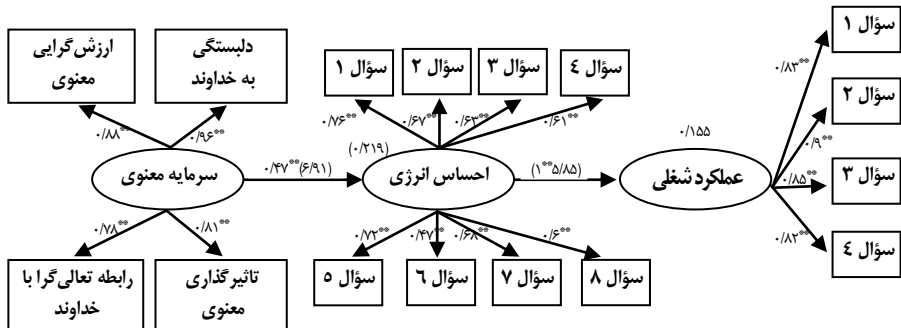 ارزش‌گرایی
معنوی
دلبستگی
به خداوند
سؤال ۱
سؤال ۲
سؤال ۳
سؤال ٤
سؤال ۱
سؤال ۲
سؤال ۳
سؤال ٤
۰/۸۸**
۰/۹۶**
۰/۷۶**
۰/۶۷**
۰/۶۳**
۰/۶۱**
۰/۸۳**
۰/۹**
۰/۸۵**
۰/۸۲**
(۰/۲۱۹)
۰/۱۵۵
سرمایه معنوی
۰/۴۷**(۶/۹۱)
احساس انرژی
(۱**۵/۸۵)
عملکرد شغلی
۰/۷۸**
۰/۸۱**
۰/۷۲**
۰/۴۷**
۰/۶۸**
۰/۶**
رابطه تعالی‌گرا با
خداوند
تاثیرگذاری
معنوی
سؤال ٥
سؤال ٦
سؤال ۷
سؤال ۸